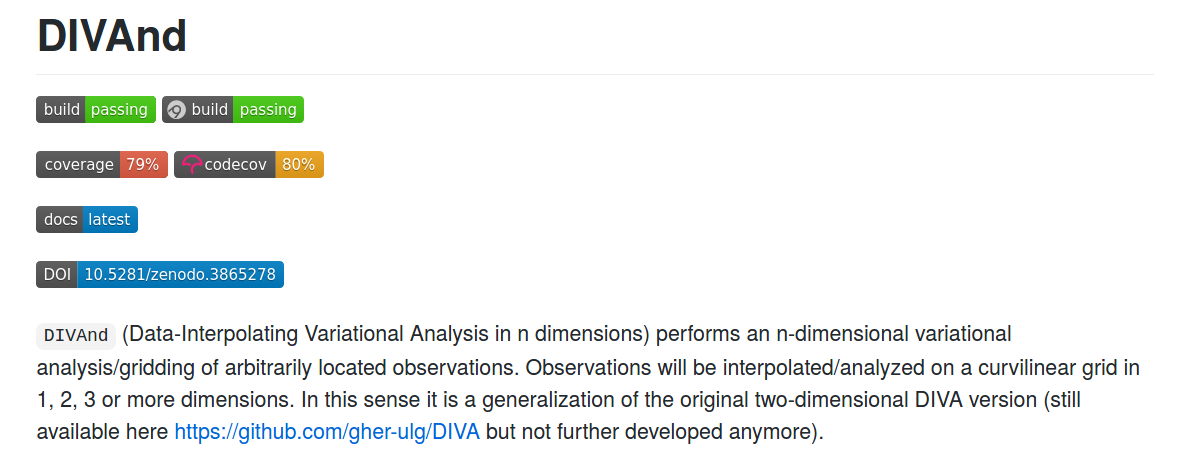 DIVAnd
build passing build passing
coverage 79% codecov 80%
docs latest
DOI 10.5281/zenodo.3865278
DIVAnd (Data-Interpolating Variational Analysis in n dimensions) performs an n-dimensional variational
analysis/gridding of arbitrarily located observations. Observations will be interpolated/analyzed on a curvilinear grid in
1, 2, 3 or more dimensions. In this sense it is a generalization of the original two-dimensional DIVA version (still
available here https://github.com/gher-ulg/DIVA but not further developed anymore).